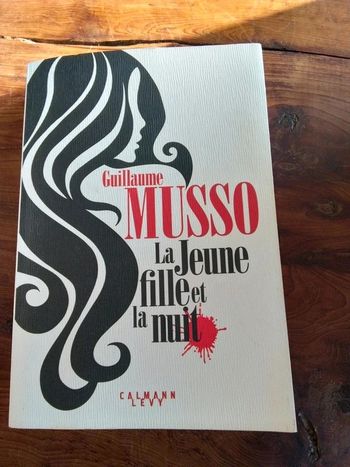 Guillaume
MUSSO
La Jeune
fille et
la nuit
CALMANN
LEVY